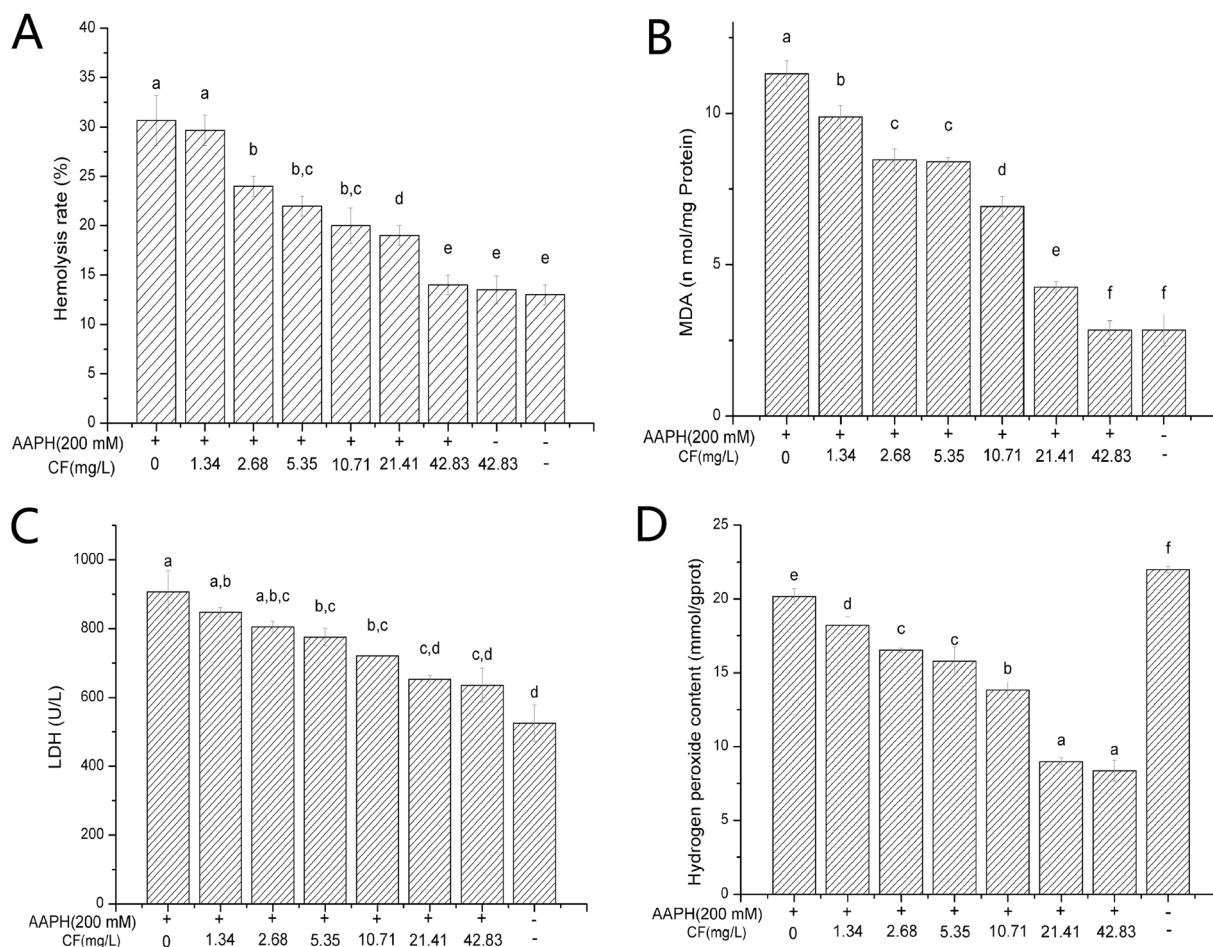 A
Hemolysis rate (%)
40
35
30
25
20
15
10
5
0
a
a
b
b,c
b,c
d
e
e
e
AAPH(200 mM) + + + + + + + - -
CF(mg/L) 0 1.34 2.68 5.35 10.71 21.41 42.83 42.83 -
B
MDA (n mol/mg Protein)
10
5
0
a
b
c
c
d
e
f
f
AAPH(200 mM) + + + + + + + -
CF(mg/L) 0 1.34 2.68 5.35 10.71 21.41 42.83 -
C
LDH (U/L)
1000
800
600
400
200
0
a
a,b
a,b,c
b,c
b,c
c,d
c,d
d
AAPH(200 mM) + + + + + + + -
CF(mg/L) 0 1.34 2.68 5.35 10.71 21.41 42.83 -
D
Hydrogen peroxide content (mmol/gprot)
25
20
15
10
5
0
e
d
c
c
b
a
a
f
AAPH(200 mM) + + + + + + + -
CF(mg/L) 0 1.34 2.68 5.35 10.71 21.41 42.83 -